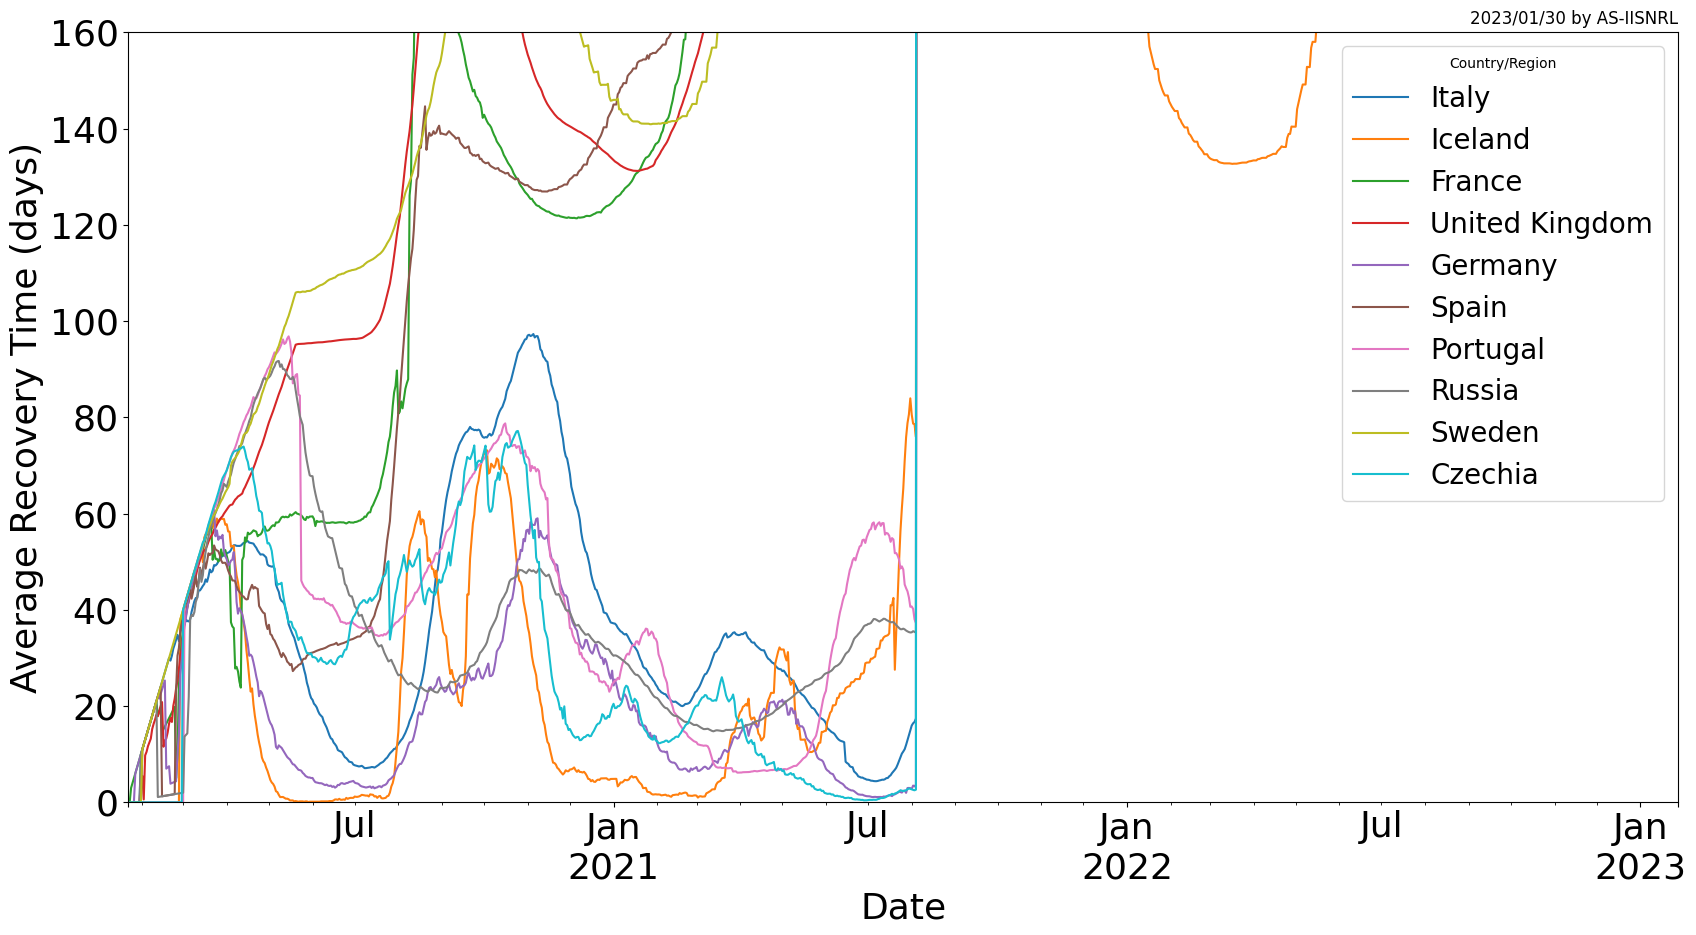 2023/01/30 by AS-IISNRL
Average Recovery Time (days)
160
140
120
100
80
60
40
20
0
Country/Region
Italy
Iceland
France
United Kingdom
Germany
Spain
Portugal
Russia
Sweden
Czechia
Jul
Jan
2021
Jul
Jan
2022
Jul
Jan
2023
Date